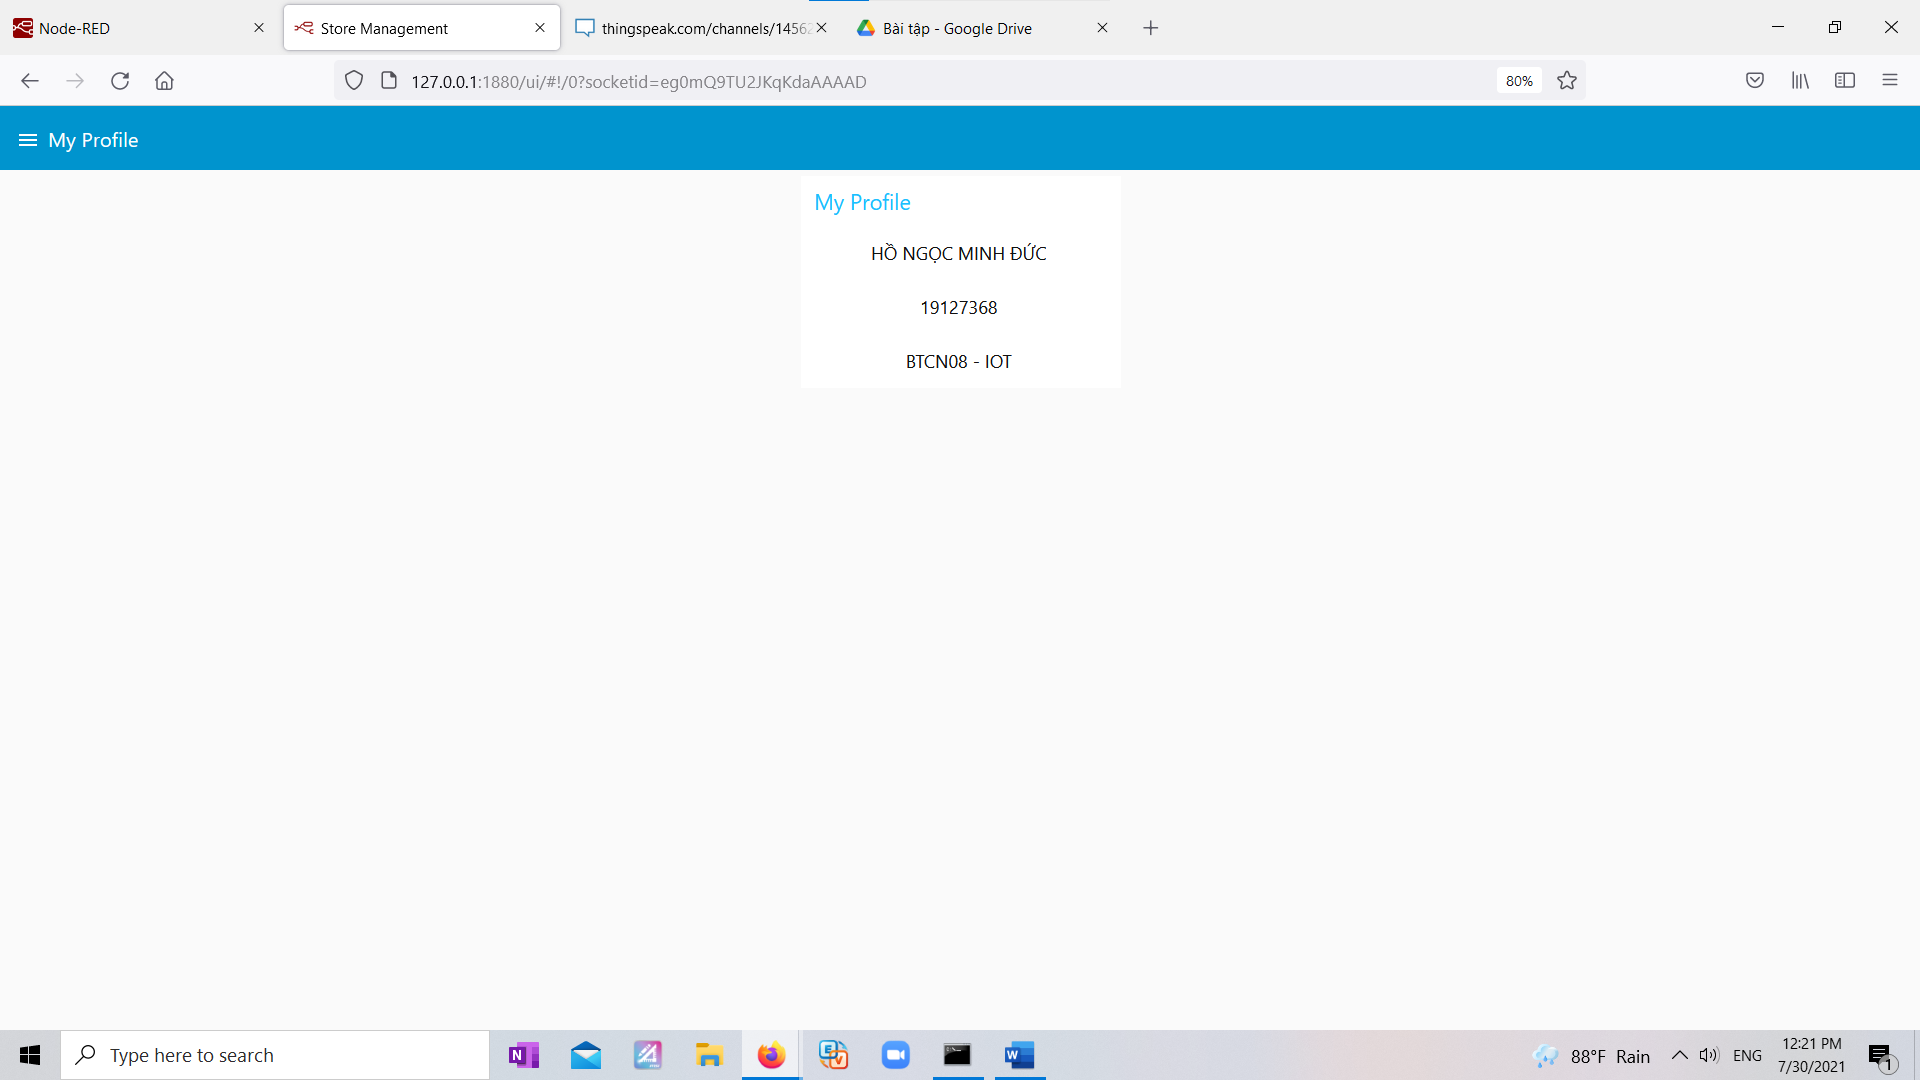 Node-RED
Store Management
thingspeak.com/channels/14562
Bài tập - Google Drive
127.0.0.1:1880/ui/#!/0?socketid=eg0mQ9TU2JKqKdaAAAAD
80%
My Profile
My Profile
HỒ NGỌC MINH ĐỨC
19127368
BTCN08 - IOT
Type here to search
88°F Rain
ENG
12:21 PM
7/30/2021
1